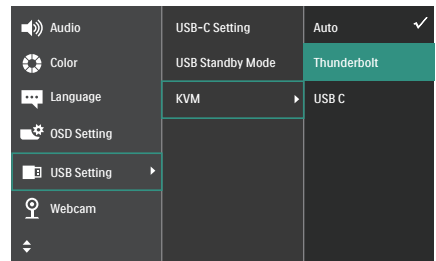 Audio
Color
Language
OSD Setting
USB Setting
Webcam
USB-C Setting
USB Standby Mode
KVM
Auto
Thunderbolt
USB C